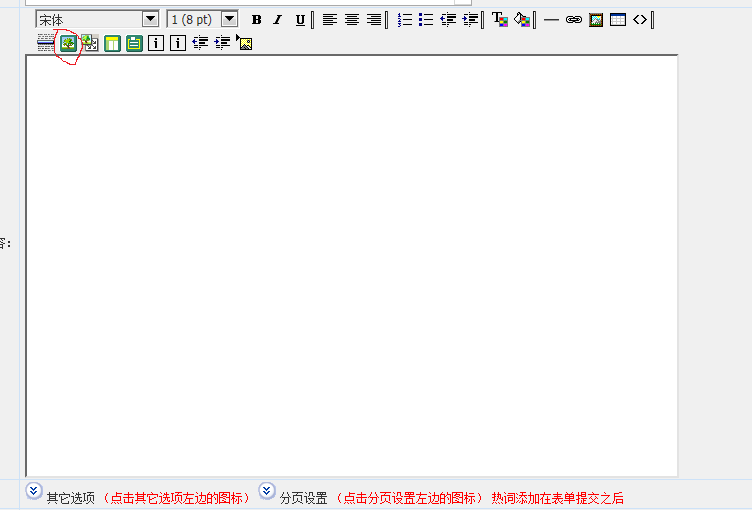 宋体 1 (8 pt) B I U
其它选项 （点击其它选项左边的图标） 分页设置 （点击分页设置左边的图标） 热词添加在表单提交之后